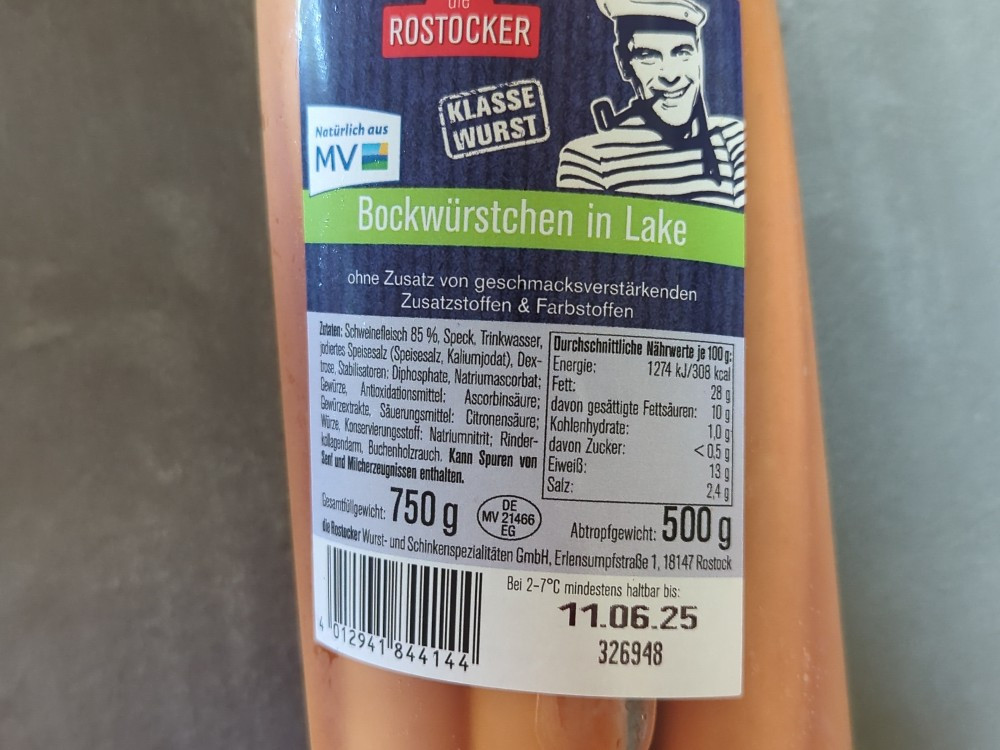 die
ROSTOCKER
KLASSE
WURST
Natürlich aus
MV
Bockwürstchen in Lake
ohne Zusatz von geschmacksverstärkenden
Zusatzstoffen & Farbstoffen
Zutaten: Schweinefleisch 85 %, Speck, Trinkwasser,
jodiertes Speisesalz (Speisesalz, Kaliumjodat), Dex-
trose, Stabilisatoren: Diphosphate, Natriumascorbat;
Gewürze, Antioxidationsmittel: Ascorbinsäure;
Gewürzextrakte, Säuerungsmittel: Citronensäure;
Würze, Konservierungsstoff: Natriumnitrit; Rinder-
kollagendarm, Buchenholzrauch. Kann Spuren von
Senf und Milcherzeugnissen enthalten.
Durchschnittliche Nährwerte je 100 g:
Energie: 1274 kJ/308 kcal
Fett: 28 g
davon gesättigte Fettsäuren: 10 g
Kohlenhydrate: 1,0 g
davon Zucker: < 0,5 g
Eiweiß: 13 g
Salz: 2,4 g
Gesamtfüllgewicht: 750 g
DE
MV 21466
EG
Abtropfgewicht: 500 g
die Rostocker Wurst- und Schinkenspezialitäten GmbH, Erlensumpfstraße 1, 18147 Rostock
Bei 2-7°C mindestens haltbar bis:
11.06.25
326948
4 012941 844144